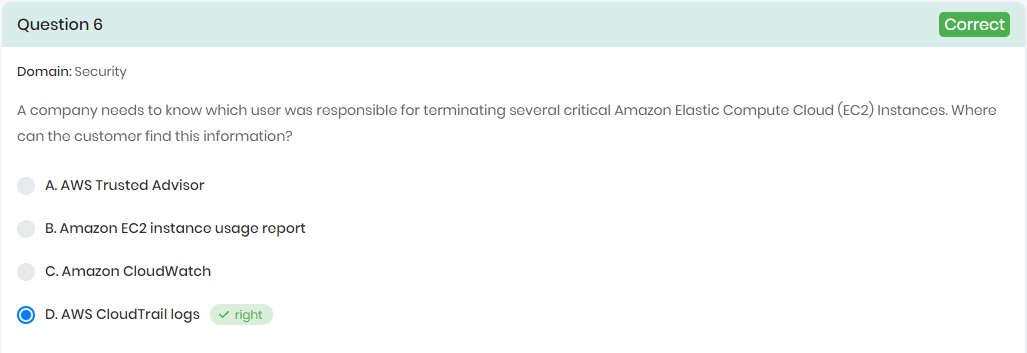 Question 6
Correct
Domain: Security
A company needs to know which user was responsible for terminating several critical Amazon Elastic Compute Cloud (EC2) Instances. Where
can the customer find this information?
A. AWS Trusted Advisor
B. Amazon EC2 instance usage report
C. Amazon CloudWatch
D. AWS CloudTrail logs
right